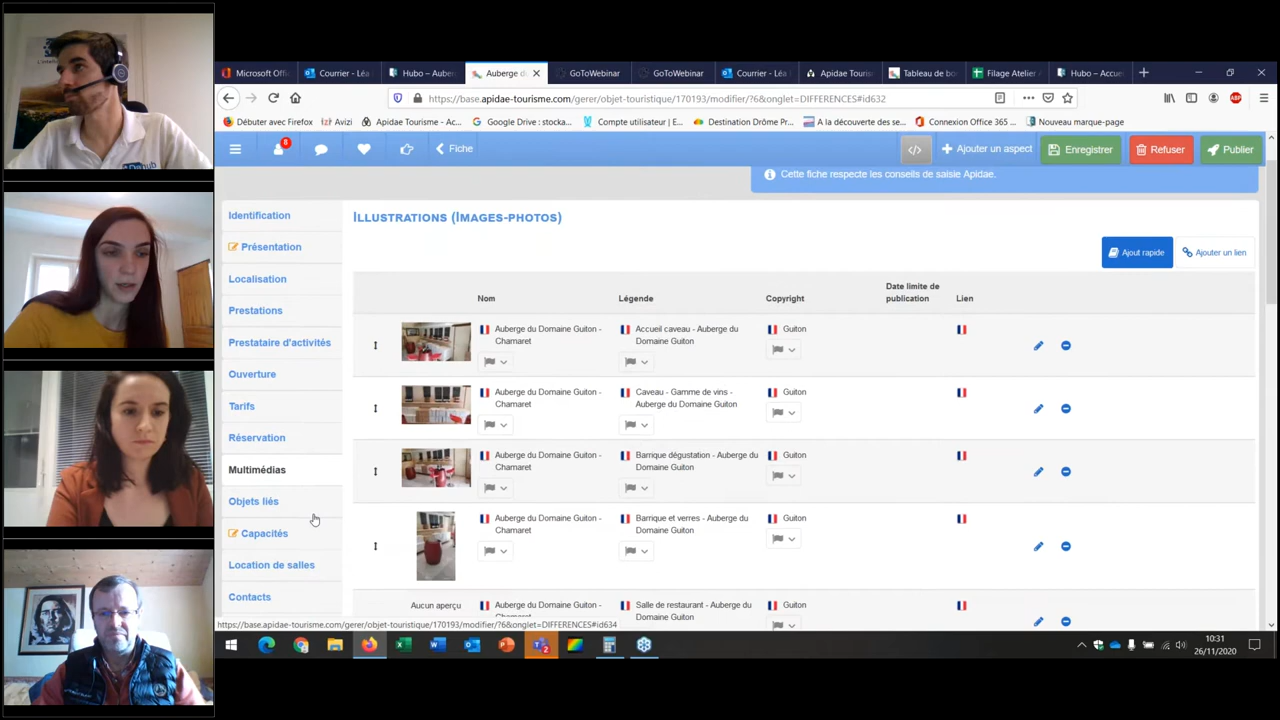 Microsoft Offi
Courrier - Léa
Hubo – Auber
Auberge du
GoToWebinar
GoToWebinar
Courrier - Léa
Apidae Touris
Tableau de bo
Filage Atelier A
Hubo – Accue
https://base.apidae-tourisme.com/gerer/objet-touristique/170193/modifier/?6&onglet=DIFFERENCES#id632
Débuter avec Firefox
Avizi
Apidae Tourisme - Ac...
Google Drive : stocka...
Compte utilisateur | E...
Destination Drôme Pr...
A la découverte des se...
Connexion Office 365 ...
Nouveau marque-page
8
Fiche
Ajouter un aspect
Enregistrer
Refuser
Publier
Cette fiche respecte les conseils de saisie Apidae.
Identification
Présentation
Localisation
Prestations
Prestataire d'activités
Ouverture
Tarifs
Réservation
Multimédias
Objets liés
Capacités
Location de salles
Contacts
ILLUSTRATIONS (IMAGES-PHOTOS)
Ajout rapide
Ajouter un lien
Nom
Légende
Copyright
Date limite de publication
Lien
Auberge du Domaine Guiton -
Chamaret
Accueil caveau - Auberge du
Domaine Guiton
Guiton
Auberge du Domaine Guiton -
Chamaret
Caveau - Gamme de vins -
Auberge du Domaine Guiton
Guiton
Auberge du Domaine Guiton -
Chamaret
Barrique dégustation - Auberge du
Domaine Guiton
Guiton
Auberge du Domaine Guiton -
Chamaret
Barrique et verres - Auberge du
Domaine Guiton
Guiton
Aucun aperçu
Auberge du Domaine Guiton -
Salle de restaurant - Auberge du
Domaine Guiton
Guiton
https://base.apidae-tourisme.com/gerer/objet-touristique/170193/modifier/?6&onglet=DIFFERENCES#id634
10:31
26/11/2020